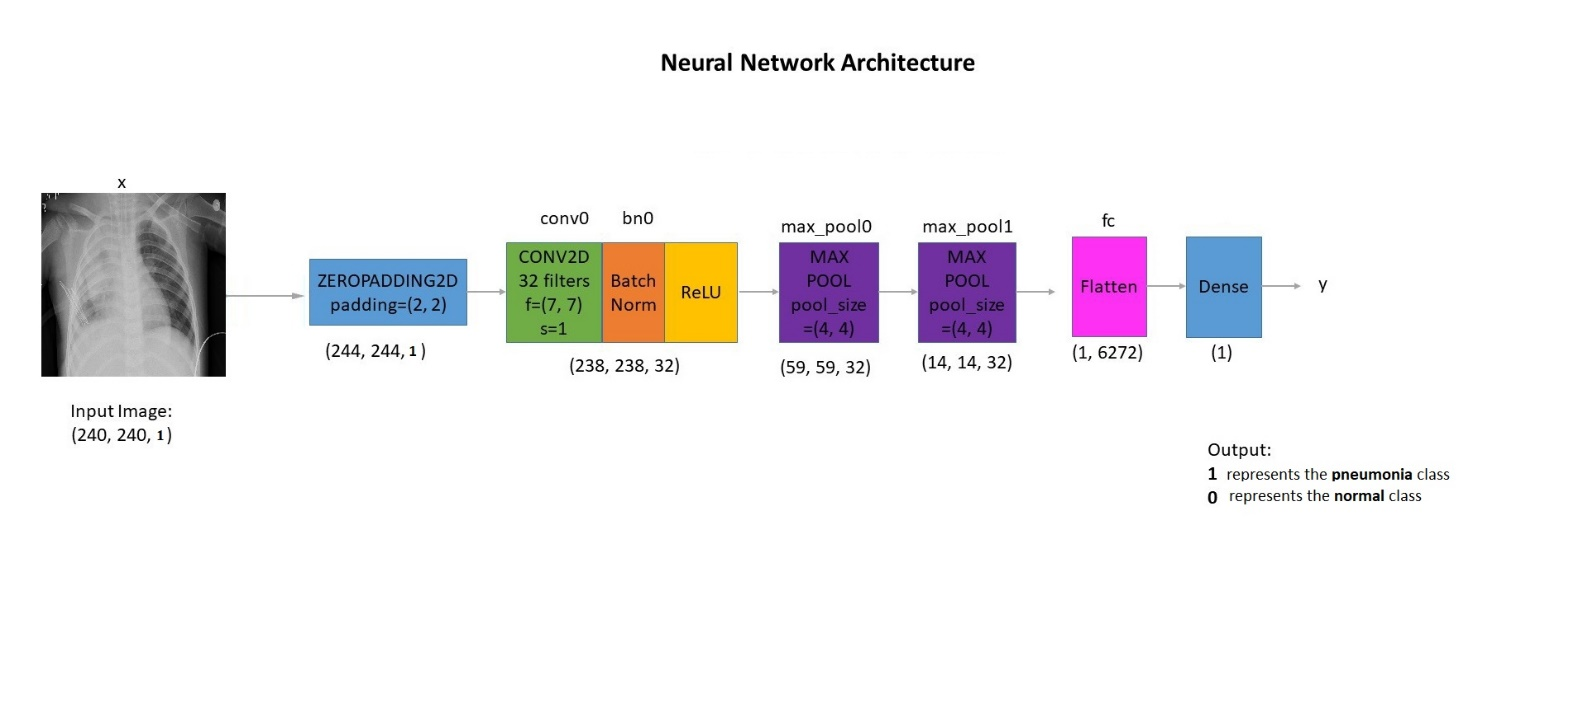 Neural Network Architecture
x
Input Image:
(240, 240, 1)
ZEROPADDING2D
padding=(2, 2)
(244, 244, 1)
conv0
bn0
CONV2D
32 filters
f=(7, 7)
s=1
Batch
Norm
ReLU
(238, 238, 32)
max_pool0
MAX
POOL
pool_size
=(4, 4)
(59, 59, 32)
max_pool1
MAX
POOL
pool_size
=(4, 4)
(14, 14, 32)
fc
Flatten
(1, 6272)
Dense
(1)
y
Output:
1 represents the pneumonia class
0 represents the normal class